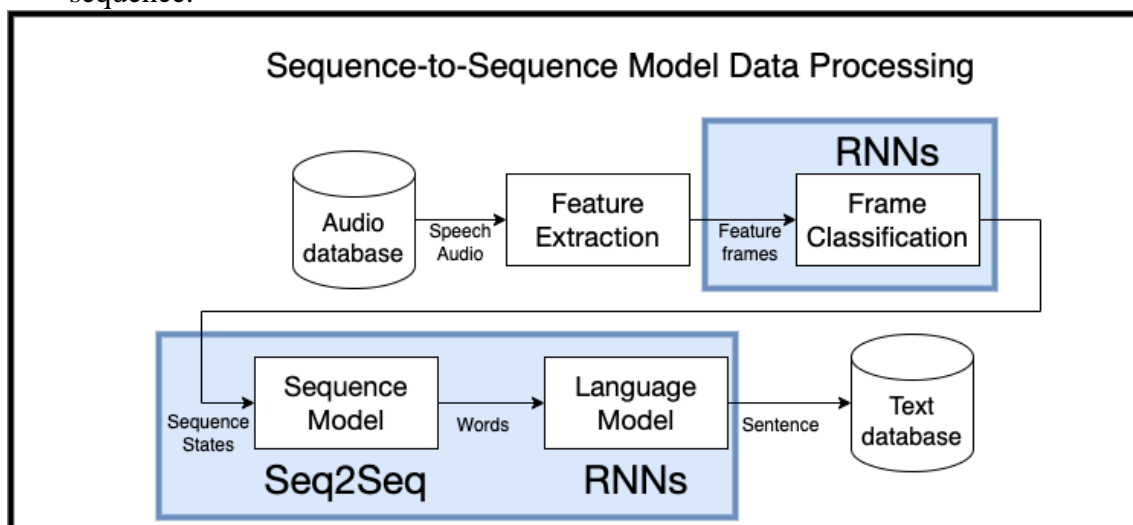 sequence.
Sequence-to-Sequence Model Data Processing
RNNs
Audio
database
Speech
Audio
Feature
Extraction
Feature
frames
Frame
Classification
Sequence
States
Sequence
Model
Words
Language
Model
Sentence
Text
database
Seq2Seq
RNNs